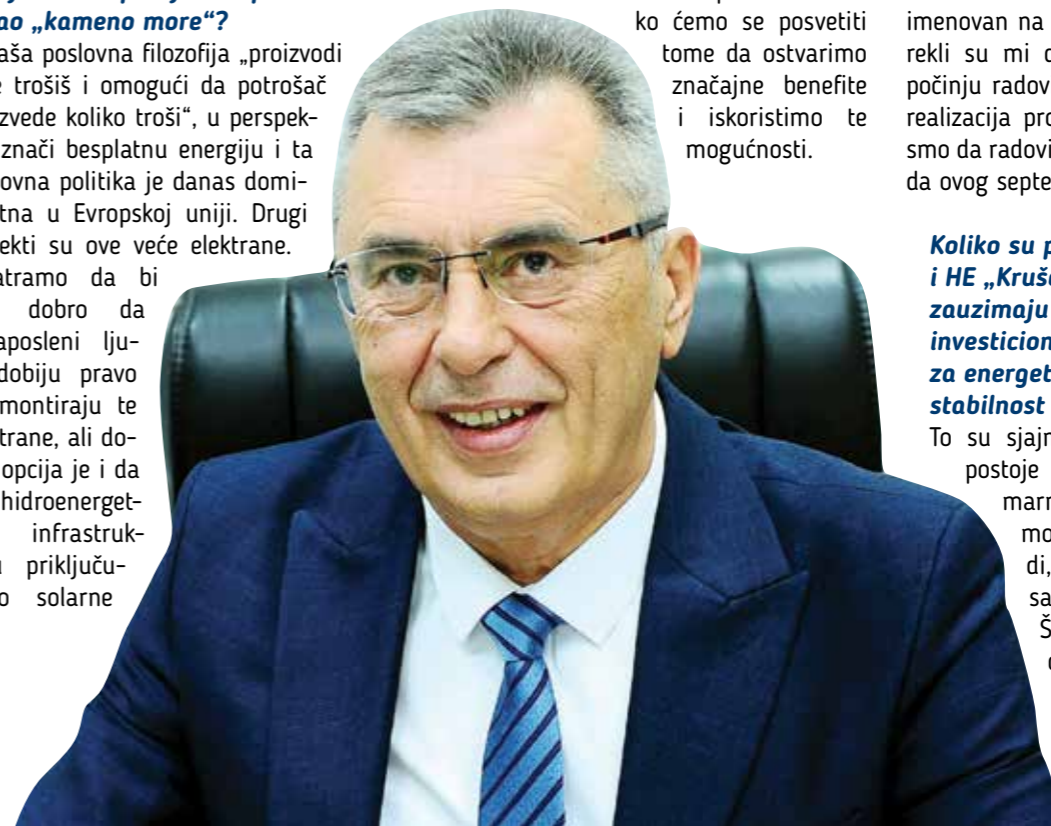 ao „kameno more“?
aša poslovna filozofija „proizvodi
trošiš i omogući da potrošač
zvede koliko troši“, u perspek-
znači besplatnu energiju i ta
ovna politika je danas domi-
tna u Evropskoj uniji. Drugi
ekti su ove veće elektrane.
atramo da bi
dobro da
aposleni lju-
dobiju pravo
montiraju te
trane, ali do-
opcija je i da
hidroenerget-
infrastruk-
priključu-
o solarne
ko ćemo se posvetiti
tome da ostvarimo
značajne benefite
i iskoristimo te
mogućnosti.
imenovan na
rekli su mi
počinju radov
realizacija pro
smo da radovi
da ovog septe
Koliko su p
i HE „Kruše
zauzimaju
investicion
za energet
stabilnost
To su sjajn
postoje
marn
mo
di,
sa
Š